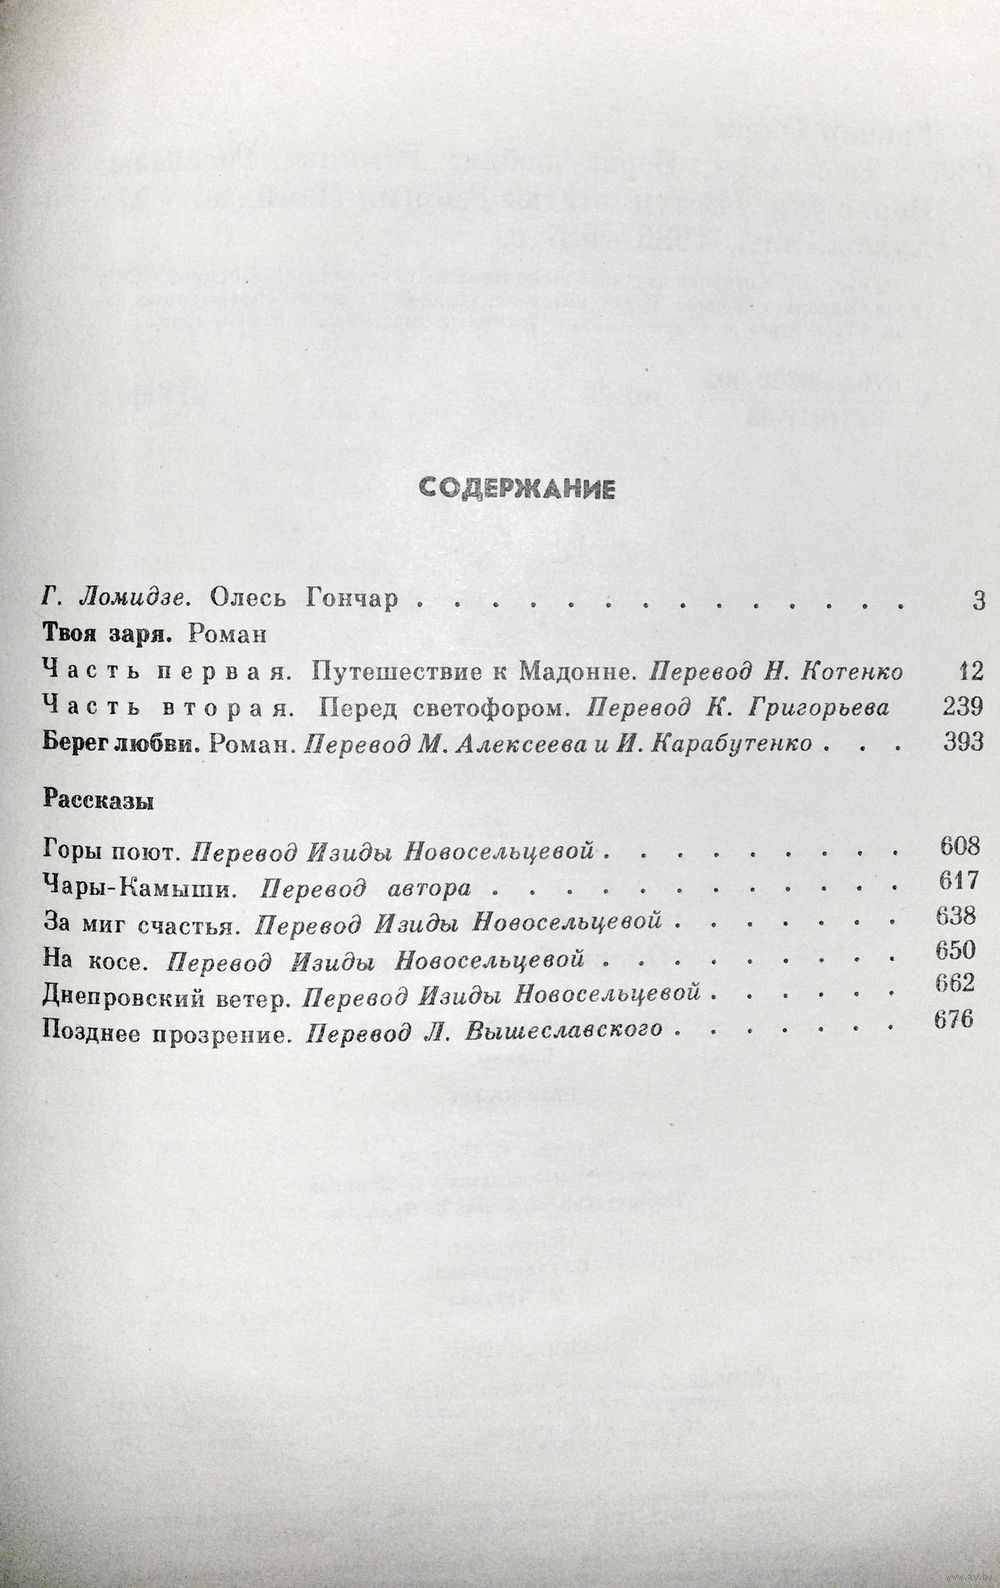 СОДЕРЖАНИЕ
Г. Ломидзе. Олесь Гончар . . . . . . . . . . . . . . 3
Твоя заря. Роман
Часть первая. Путешествие к Мадонне. Перевод Н. Котенко 12
Часть вторая. Перед светофором. Перевод К. Григорьева 239
Берег любви. Роман. Перевод М. Алексеева и И. Карабутенко . . . 393
Рассказы
Горы поют. Перевод Изиды Новосельцевой . . . . . . . . . 608
Чары-Камыши. Перевод автора . . . . . . . . . . . . 617
За миг счастья. Перевод Изиды Новосельцевой . . . . . . . 638
На косе. Перевод Изиды Новосельцевой . . . . . . . . . 650
Днепровский ветер. Перевод Изиды Новосельцевой . . . . . . 662
Позднее прозрение. Перевод Л. Вышеславского . . . . . . . 676
www.ay.by